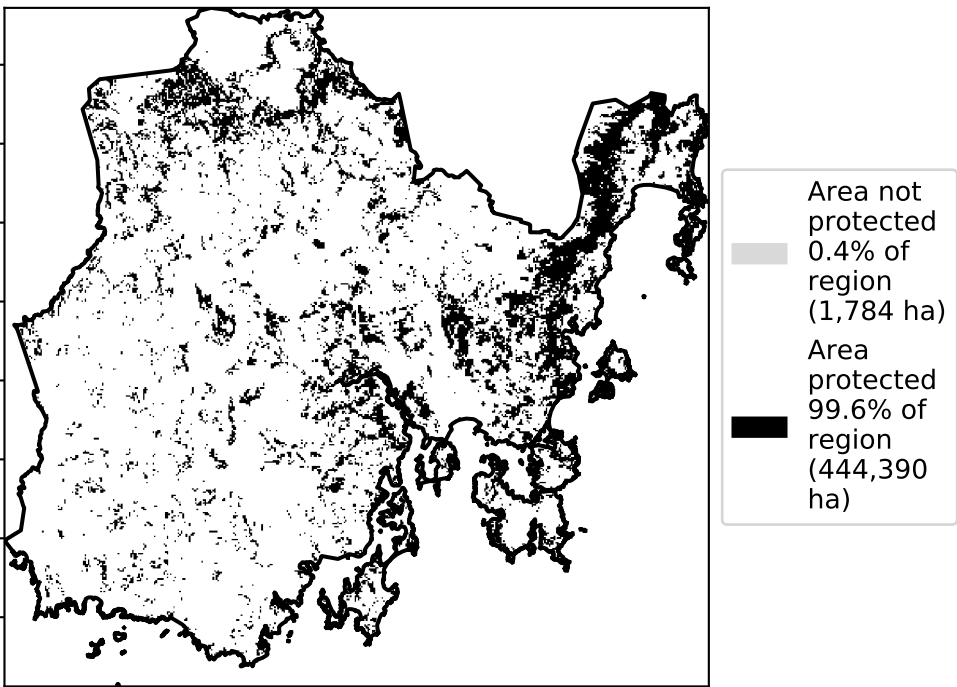 Area not
protected
0.4% of
region
(1,784 ha)
Area
protected
99.6% of
region
(444,390
ha)